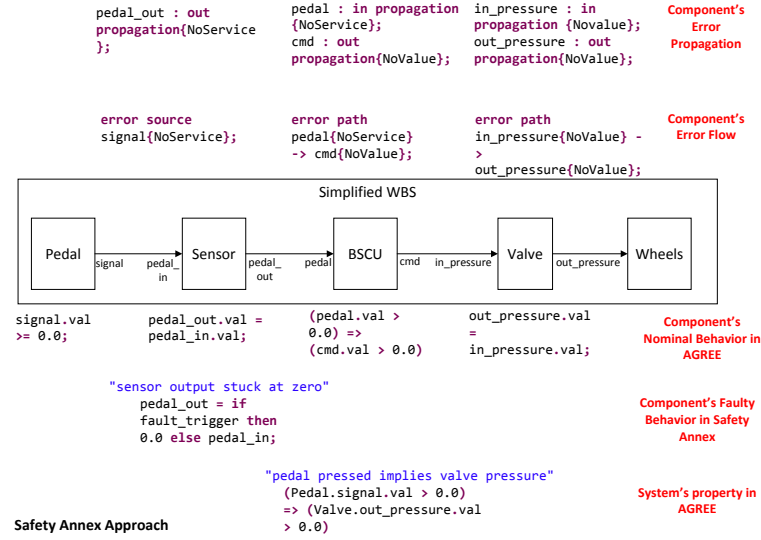 pedal_out : out
propagation{NoService
};
pedal : in propagation
{NoService};
cmd : out
propagation{NoValue};
in_pressure : in
propagation {Novalue};
out_pressure : out
propagation{NoValue};
Component's
Error
Propagation
error source
signal{NoService};
error path
pedal{NoService}
-> cmd{NoValue};
error path
in_pressure{NoValue} -
>
out_pressure{NoValue};
Component's
Error Flow
Simplified WBS
Pedal
signal
pedal_
in
Sensor
pedal_
out
pedal
BSCU
cmd
in_pressure
Valve
out_pressure
Wheels
signal.val
>= 0.0;
pedal_out.val =
pedal_in.val;
(pedal.val >
0.0) =>
(cmd.val > 0.0)
out_pressure.val
=
in_pressure.val;
Component's
Nominal Behavior in
AGREE
"sensor output stuck at zero"
pedal_out = if
fault_trigger then
0.0 else pedal_in;
Component's Faulty
Behavior in Safety
Annex
"pedal pressed implies valve pressure"
(Pedal.signal.val > 0.0)
=> (Valve.out_pressure.val
> 0.0)
System's property in
AGREE
Safety Annex Approach